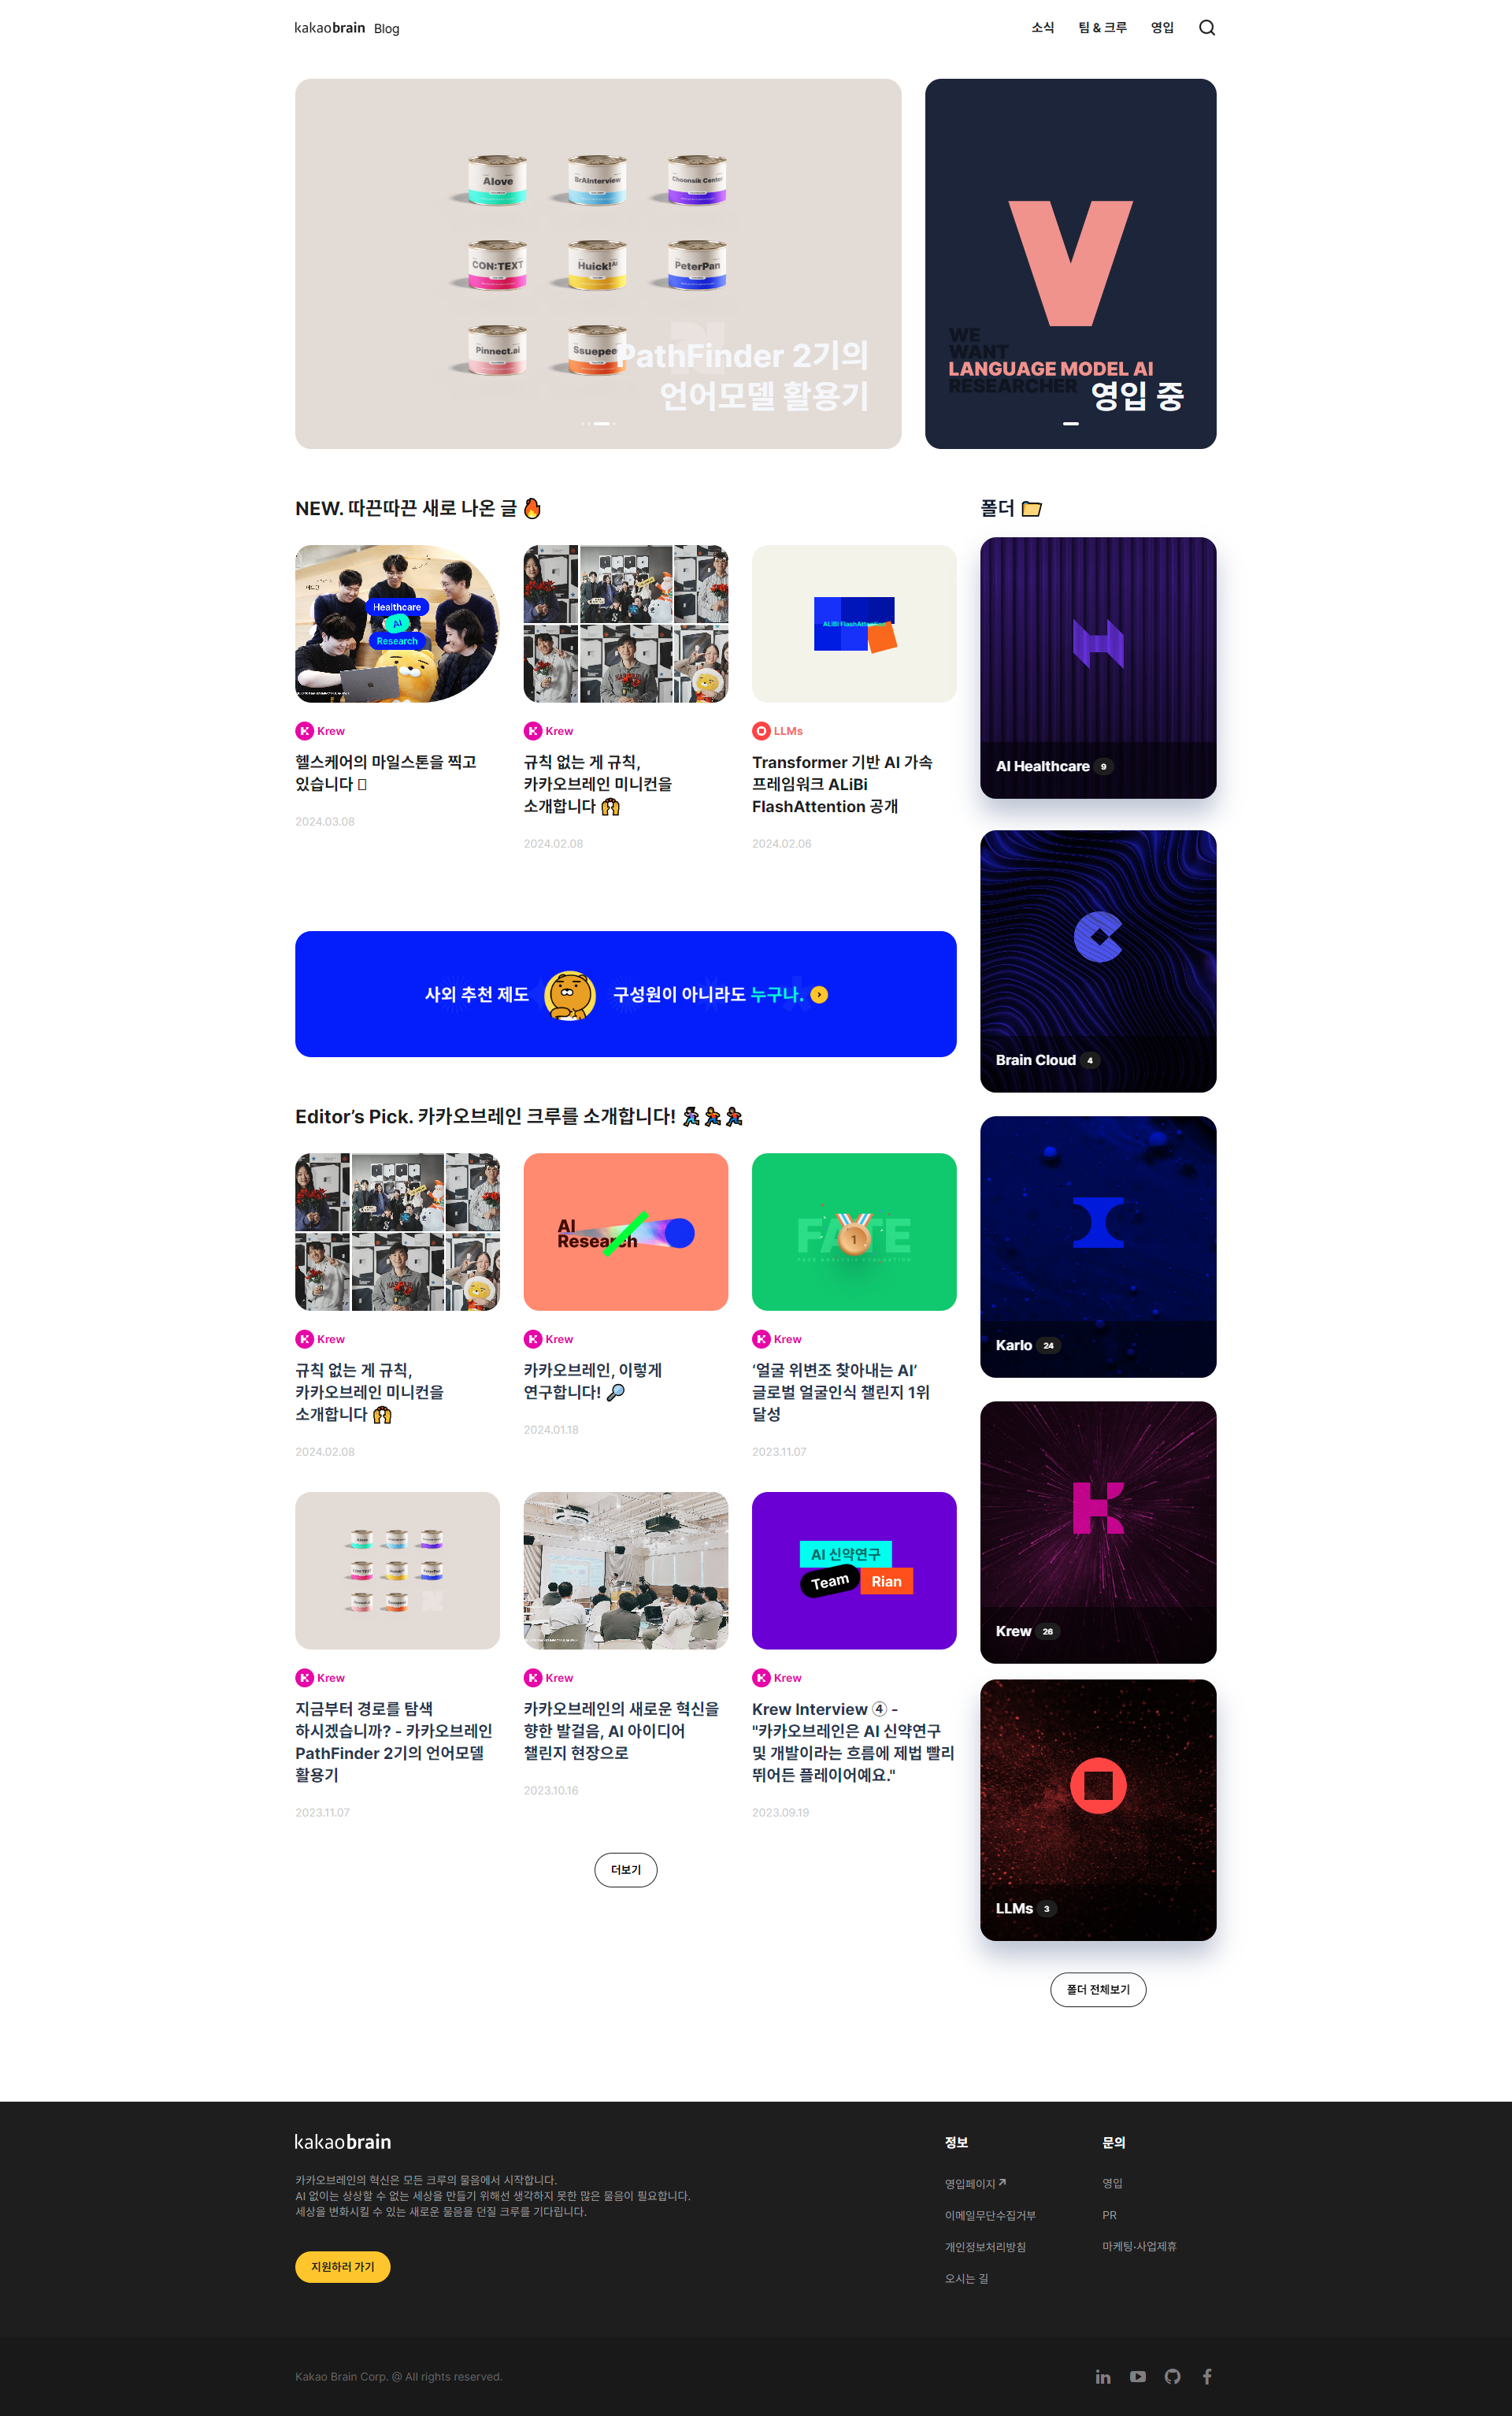 kakaobrain Blog
소식
팀 & 크루
영입
AIove
BrAInterview
Choonsik Center
CON:TEXT
Huick!AI
PeterPan
Pinnect.ai
Ssuepee
PathFinder 2기의
언어모델 활용기
V
WE
WANT
LANGUAGE MODEL AI
RESEARCHER
영입 중
NEW. 따끈따끈 새로 나온 글 🔥
Healthcare
AI
Research
Krew
헬스케어의 마일스톤을 찍고
있습니다
2024.03.08
Krew
규칙 없는 게 규칙,
카카오브레인 미니컨을
소개합니다 🙌
2024.02.08
ALiBi FlashAttention
LLMs
Transformer 기반 AI 가속
프레임워크 ALiBi
FlashAttention 공개
2024.02.06
사외 추천 제도
구성원이 아니라도 누구나.
Editor’s Pick. 카카오브레인 크루를 소개합니다!
Krew
규칙 없는 게 규칙,
카카오브레인 미니컨을
소개합니다 🙌
2024.02.08
AI
Research
Krew
카카오브레인, 이렇게
연구합니다! 🔎
2024.01.18
FATE
FACE ANALYSIS EVALUATION
1
Krew
‘얼굴 위변조 찾아내는 AI’
글로벌 얼굴인식 챌린지 1위
달성
2023.11.07
Krew
지금부터 경로를 탐색
하시겠습니까? - 카카오브레인
PathFinder 2기의 언어모델
활용기
2023.11.07
Krew
카카오브레인의 새로운 혁신을
향한 발걸음, AI 아이디어
챌린지 현장으로
2023.10.16
AI 신약연구
Team
Rian
Krew
Krew Interview ④ -
"카카오브레인은 AI 신약연구
및 개발이라는 흐름에 제법 빨리
뛰어든 플레이어예요."
2023.09.19
더보기
폴더 📁
AI Healthcare 9
Brain Cloud 4
Karlo 24
Krew 26
LLMs 3
폴더 전체보기
kakaobrain
카카오브레인의 혁신은 모든 크루의 물음에서 시작합니다.
AI 없이는 상상할 수 없는 세상을 만들기 위해선 생각하지 못한 많은 물음이 필요합니다.
세상을 변화시킬 수 있는 새로운 물음을 던질 크루를 기다립니다.
지원하러 가기
정보
영입페이지
이메일무단수집거부
개인정보처리방침
오시는 길
문의
영입
PR
마케팅·사업제휴
Kakao Brain Corp. @ All rights reserved.